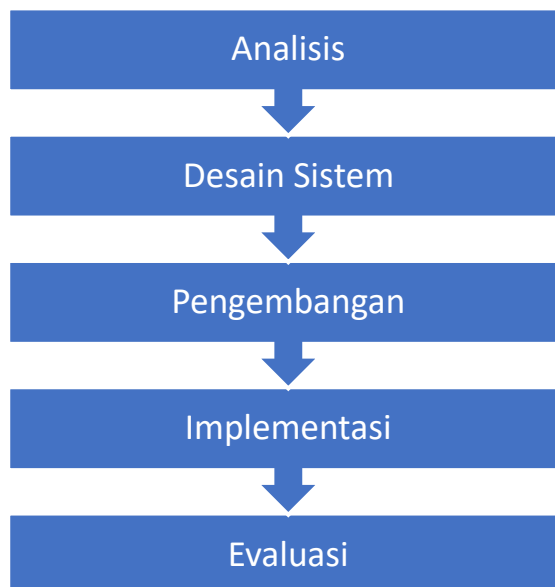 Analisis
Desain Sistem
Pengembangan
Implementasi
Evaluasi